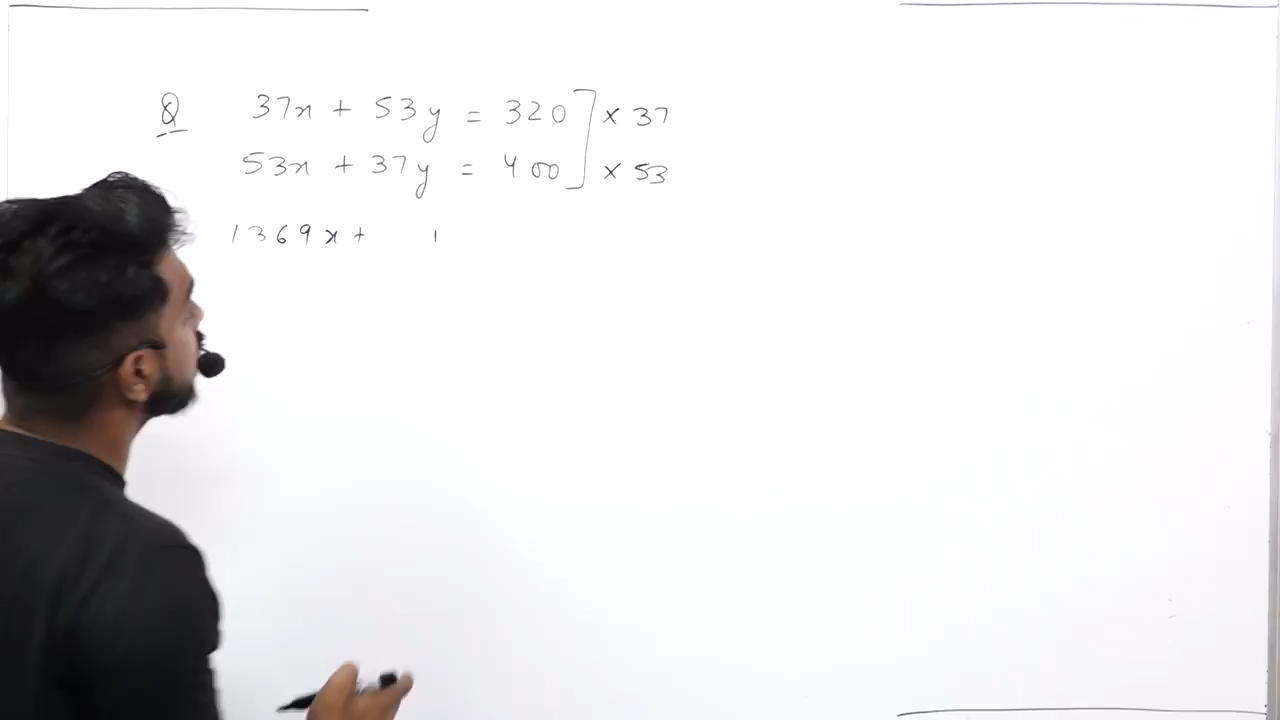 Q 37x + 53y = 320 ] × 37
53x + 37y = 400 ] × 53
1369x + 1